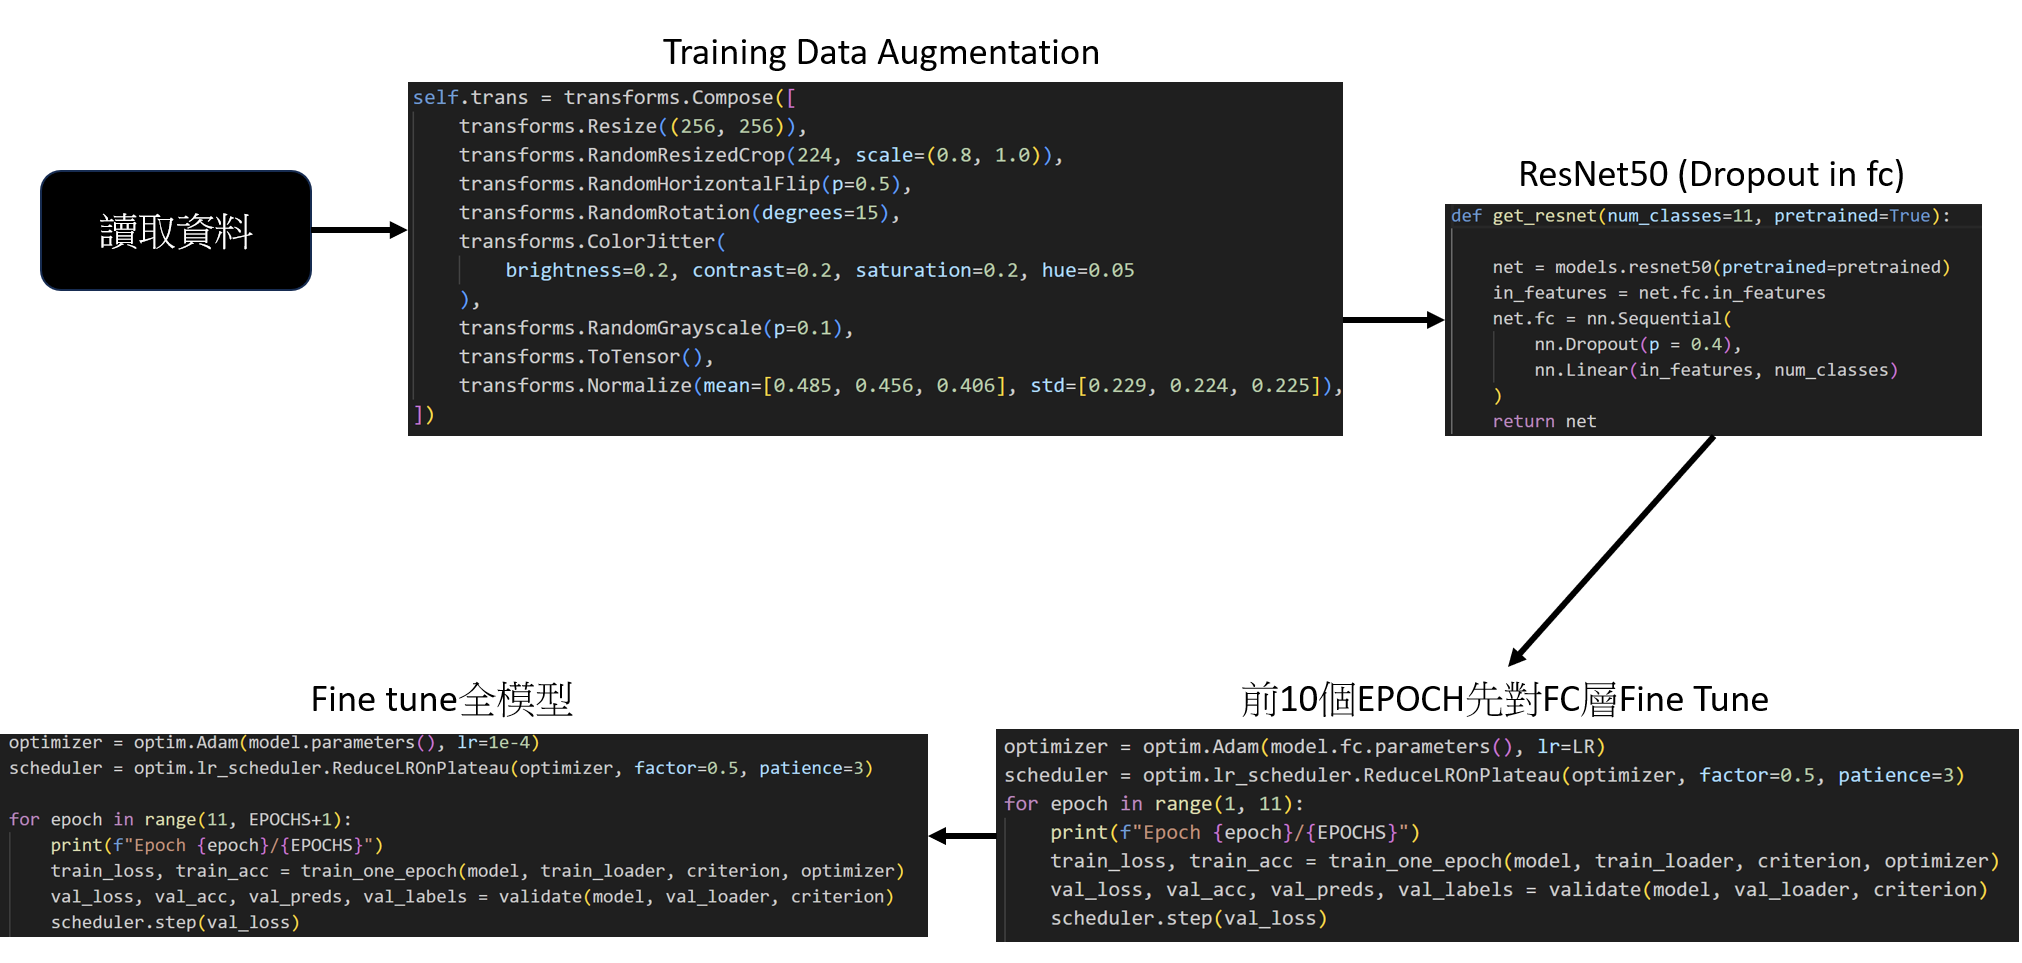 讀取資料
Training Data Augmentation
self.trans = transforms.Compose([
    transforms.Resize((256, 256)),
    transforms.RandomResizedCrop(224, scale=(0.8, 1.0)),
    transforms.RandomHorizontalFlip(p=0.5),
    transforms.RandomRotation(degrees=15),
    transforms.ColorJitter(
        brightness=0.2, contrast=0.2, saturation=0.2, hue=0.05
    ),
    transforms.RandomGrayscale(p=0.1),
    transforms.ToTensor(),
    transforms.Normalize(mean=[0.485, 0.456, 0.406], std=[0.229, 0.224, 0.225]),
])
ResNet50 (Dropout in fc)
def get_resnet(num_classes=11, pretrained=True):
    net = models.resnet50(pretrained=pretrained)
    in_features = net.fc.in_features
    net.fc = nn.Sequential(
        nn.Dropout(p = 0.4),
        nn.Linear(in_features, num_classes)
    )
    return net
前10個EPOCH先對FC層Fine Tune
optimizer = optim.Adam(model.fc.parameters(), lr=LR)
scheduler = optim.lr_scheduler.ReduceLROnPlateau(optimizer, factor=0.5, patience=3)
for epoch in range(1, 11):
    print(f"Epoch {epoch}/{EPOCHS}")
    train_loss, train_acc = train_one_epoch(model, train_loader, criterion, optimizer)
    val_loss, val_acc, val_preds, val_labels = validate(model, val_loader, criterion)
    scheduler.step(val_loss)
Fine tune全模型
optimizer = optim.Adam(model.parameters(), lr=1e-4)
scheduler = optim.lr_scheduler.ReduceLROnPlateau(optimizer, factor=0.5, patience=3)
for epoch in range(11, EPOCHS+1):
    print(f"Epoch {epoch}/{EPOCHS}")
    train_loss, train_acc = train_one_epoch(model, train_loader, criterion, optimizer)
    val_loss, val_acc, val_preds, val_labels = validate(model, val_loader, criterion)
    scheduler.step(val_loss)